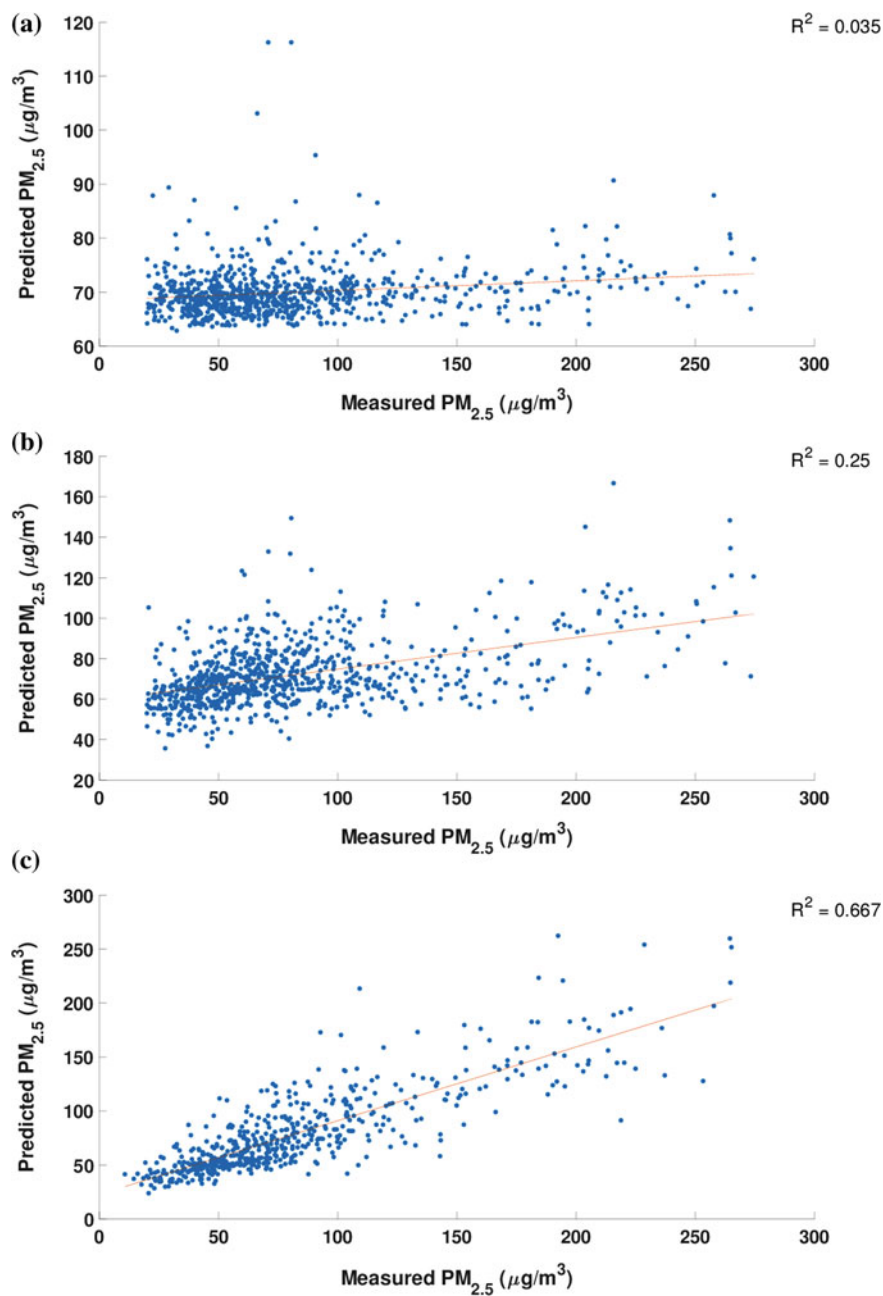 (a)
R² = 0.035
120
110
100
90
80
70
60
Predicted PM₂.₅ (μg/m³)
0 50 100 150 200 250 300
Measured PM₂.₅ (μg/m³)
(b)
R² = 0.25
180
160
140
120
100
80
60
40
20
Predicted PM₂.₅ (μg/m³)
0 50 100 150 200 250 300
Measured PM₂.₅ (μg/m³)
(c)
R² = 0.667
300
250
200
150
100
50
0
Predicted PM₂.₅ (μg/m³)
0 50 100 150 200 250 300
Measured PM₂.₅ (μg/m³)